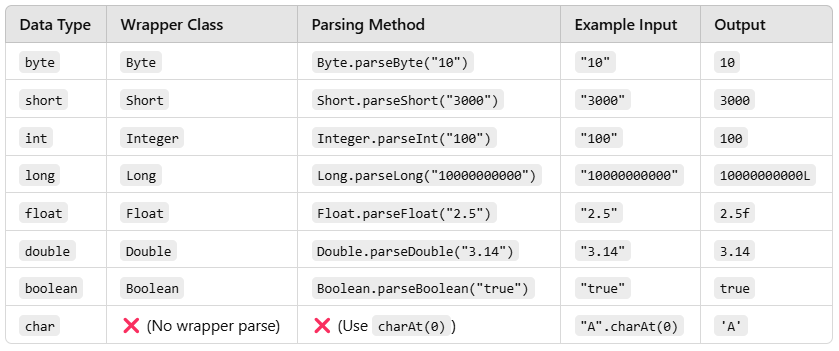 Data Type Wrapper Class Parsing Method Example Input Output
byte Byte Byte.parseByte("10") "10" 10
short Short Short.parseShort("3000") "3000" 3000
int Integer Integer.parseInt("100") "100" 100
long Long Long.parseLong("10000000000") "10000000000" 10000000000L
float Float Float.parseFloat("2.5") "2.5" 2.5f
double Double Double.parseDouble("3.14") "3.14" 3.14
boolean Boolean Boolean.parseBoolean("true") "true" true
char ❌ (No wrapper parse) ❌ (Use charAt(0) ) "A".charAt(0) 'A'